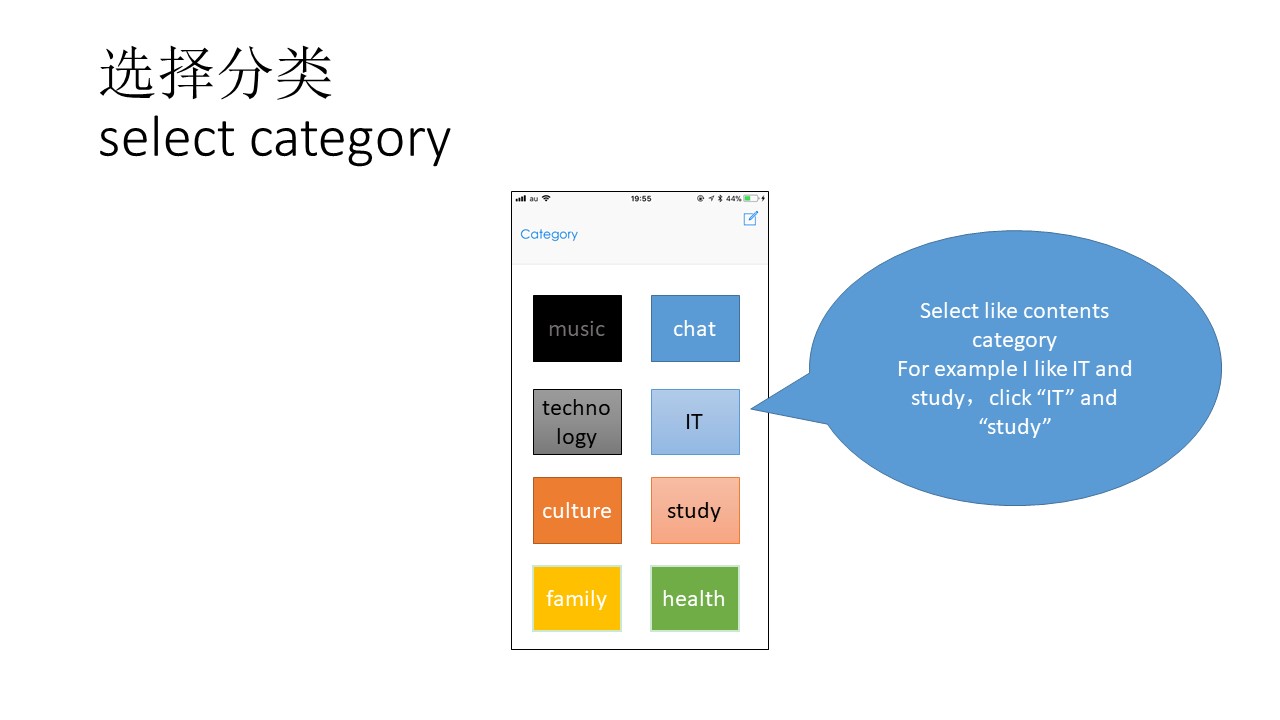 选择分类
select category
au
19:55
44%
Category
music
chat
techno
logy
IT
culture
study
family
health
Select like contents
category
For example I like IT and
study，click “IT” and
“study”